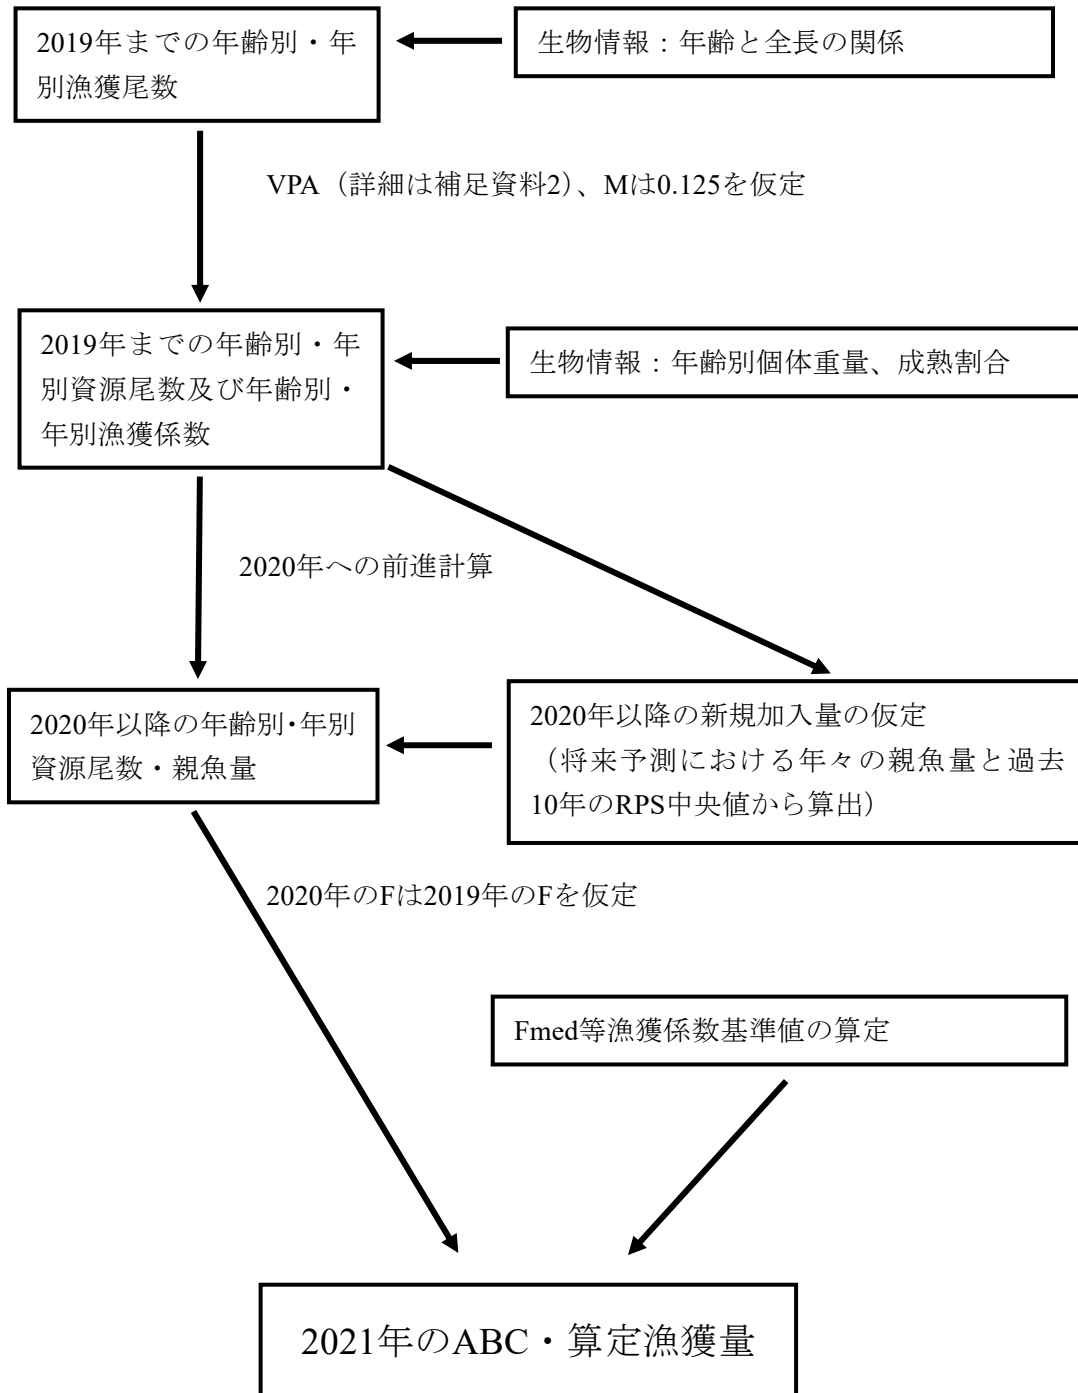 2019年までの年齢別・年
別漁獲尾数
生物情報：年齢と全長の関係
VPA（詳細は補足資料2）、Mは0.125を仮定
2019年までの年齢別・年
別資源尾数及び年齢別・
年別漁獲係数
生物情報：年齢別個体重量、成熟割合
2020年への前進計算
2020年以降の年齢別・年別
資源尾数・親魚量
2020年以降の新規加入量の仮定
（将来予測における年々の親魚量と過去
10年のRPS中央値から算出）
2020年のFは2019年のFを仮定
Fmed等漁獲係数基準値の算定
2021年のABC・算定漁獲量